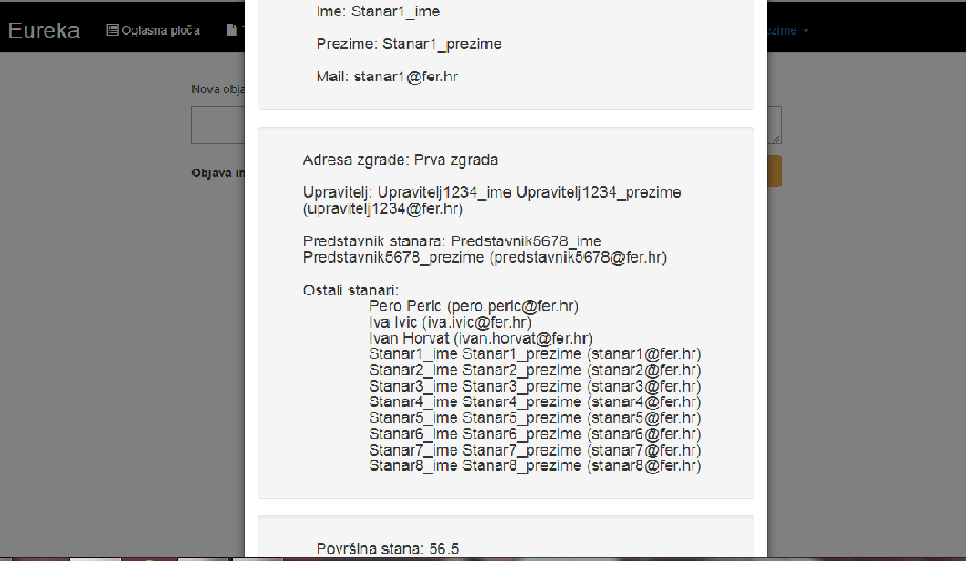 Eureka
Oglasna ploča
Ime: Stanar1_ime
Prezime: Stanar1_prezime
Mail: stanar1@fer.hr
Nova obja
Objava in
Adresa zgrade: Prva zgrada
Upravitelj: Upravitelj1234_ime Upravitelj1234_prezime
(upravitelj1234@fer.hr)
Predstavnik stanara: Predstavnik5678_ime
Predstavnik5678_prezime (predstavnik5678@fer.hr)
Ostali stanari:
Pero Peric (pero.peric@fer.hr)
Iva Ivic (iva.ivic@fer.hr)
Ivan Horvat (ivan.horvat@fer.hr)
Stanar1_ime Stanar1_prezime (stanar1@fer.hr)
Stanar2_ime Stanar2_prezime (stanar2@fer.hr)
Stanar3_ime Stanar3_prezime (stanar3@fer.hr)
Stanar4_ime Stanar4_prezime (stanar4@fer.hr)
Stanar5_ime Stanar5_prezime (stanar5@fer.hr)
Stanar6_ime Stanar6_prezime (stanar6@fer.hr)
Stanar7_ime Stanar7_prezime (stanar7@fer.hr)
Stanar8_ime Stanar8_prezime (stanar8@fer.hr)
Površina stana: 56.5